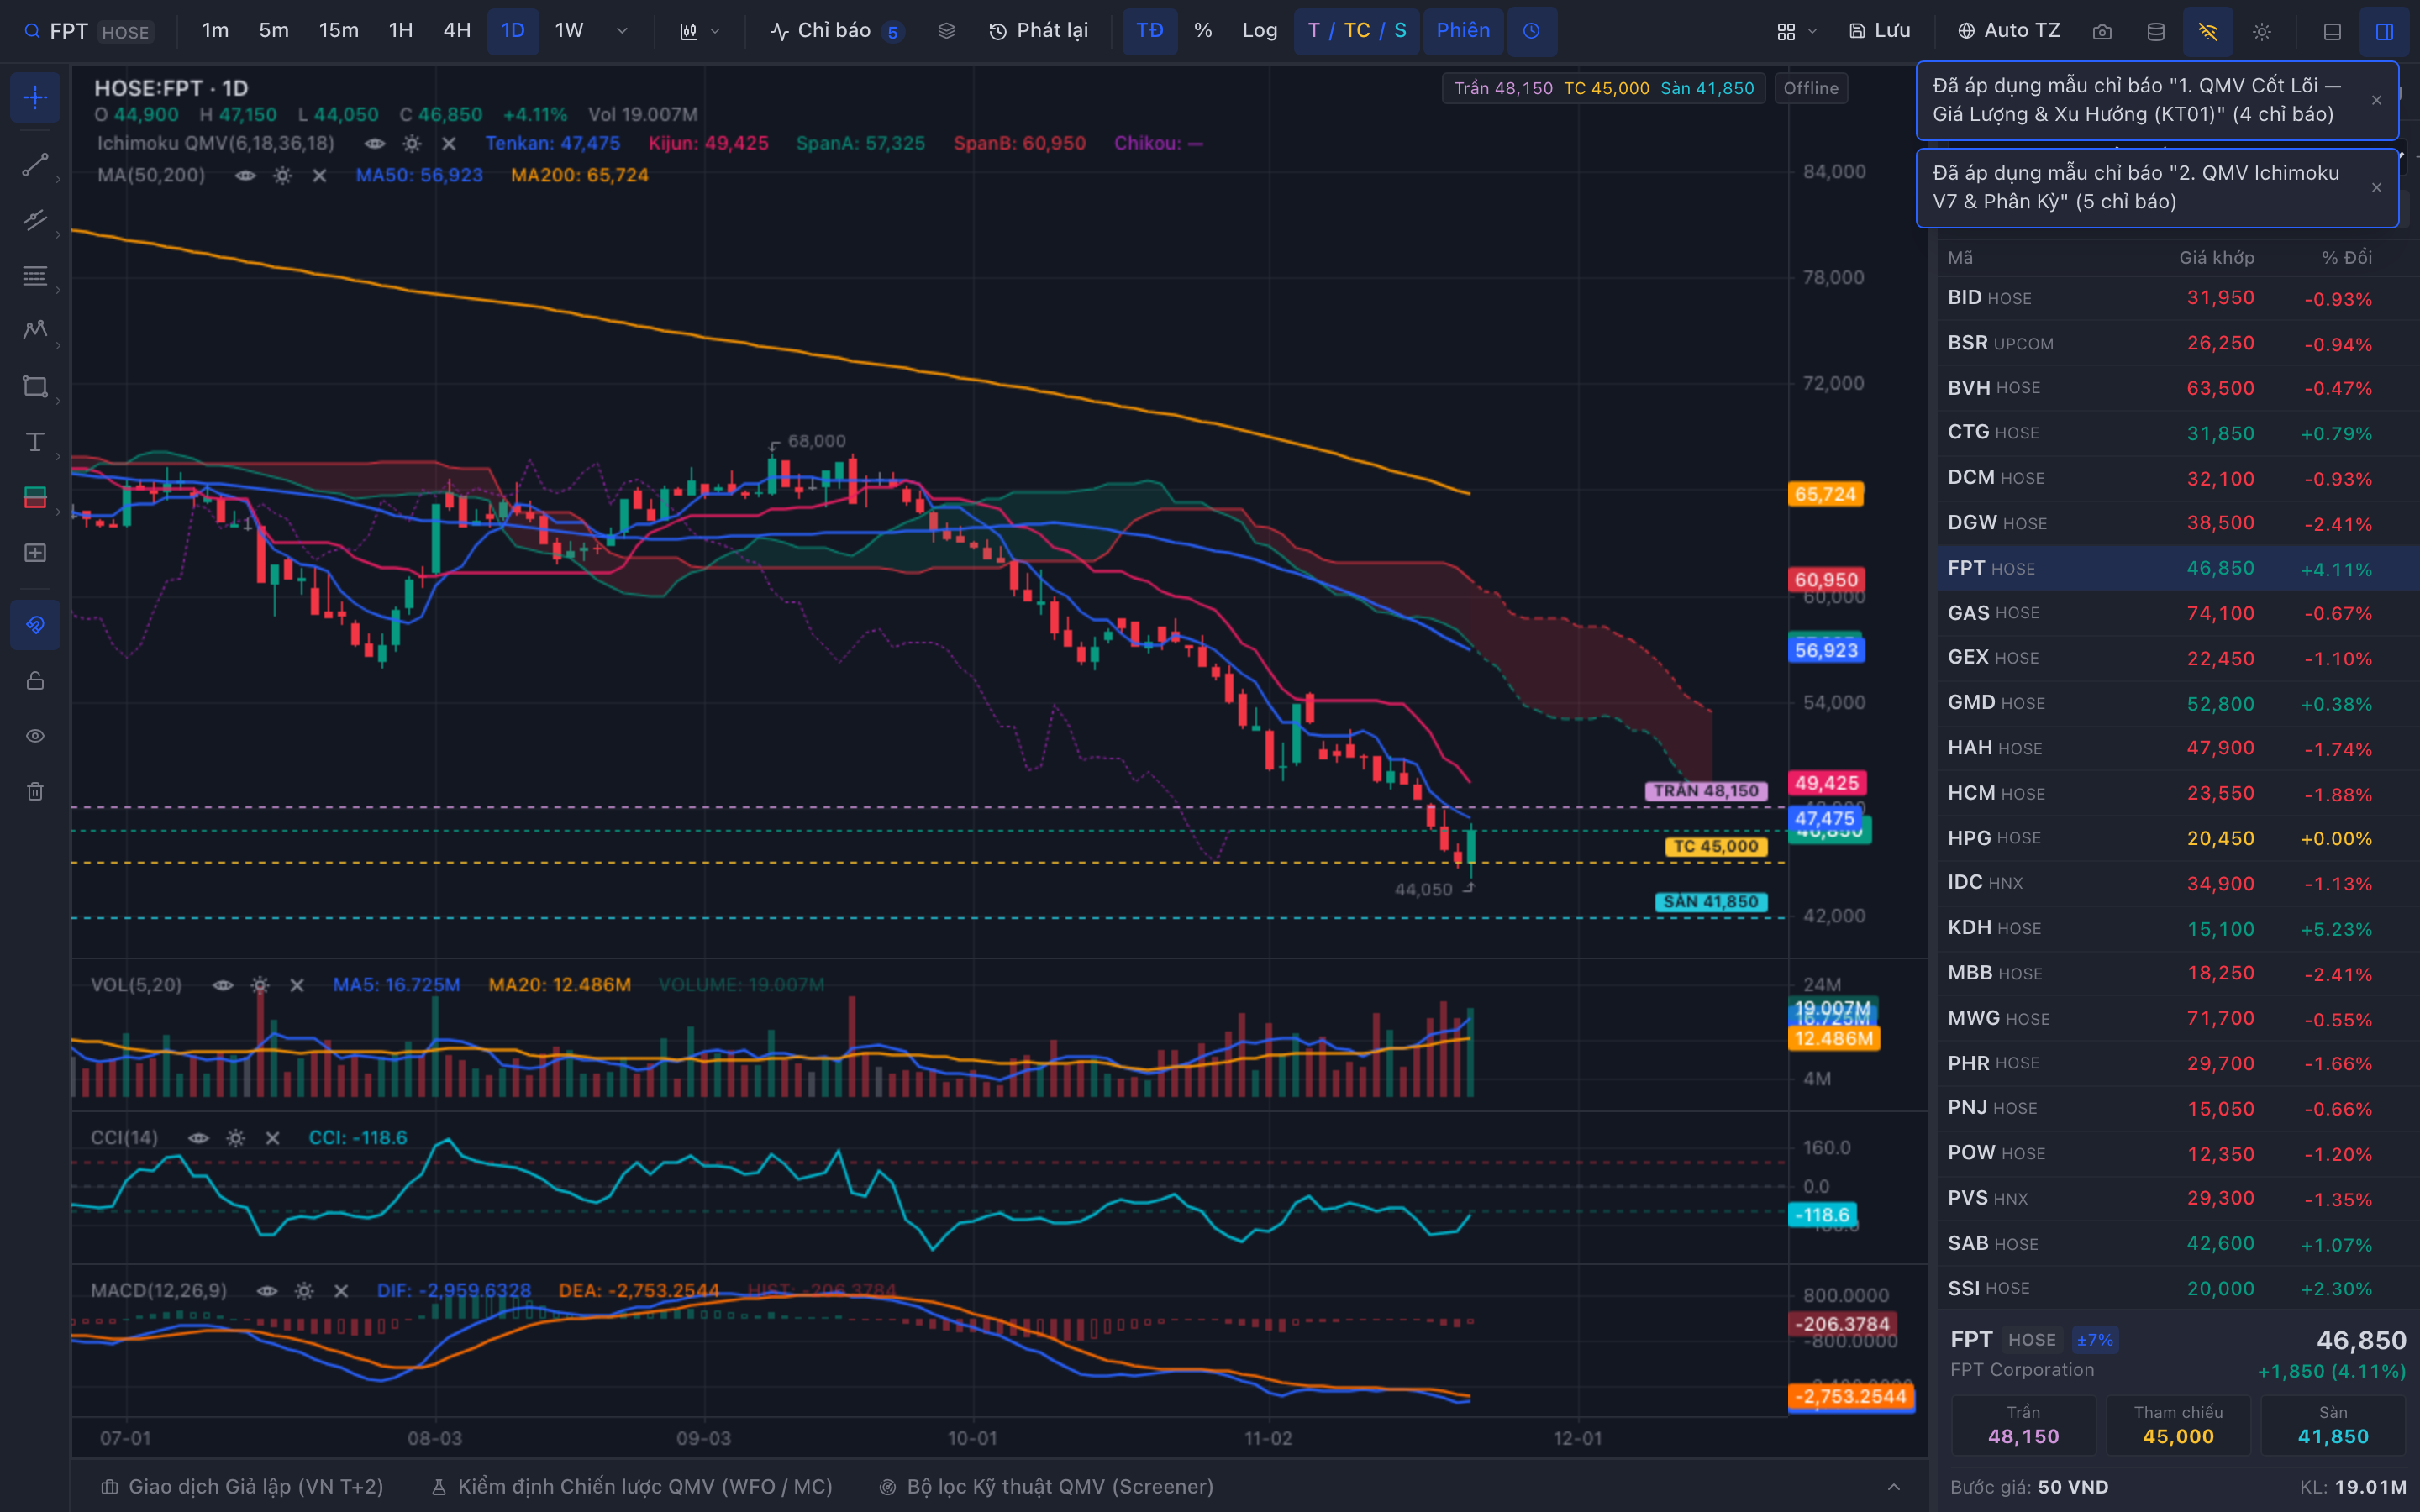 FPT HOSE 1m 5m 15m 1H 4H 1D 1W Chỉ báo 5 Phát lại TĐ % Log T / TC / S Phiên Lưu Auto TZ
HOSE:FPT · 1D
O 44,900 H 47,150 L 44,050 C 46,850 +4.11% Vol 19.007M
Trần 48,150 TC 45,000 Sàn 41,850 Offline
Ichimoku QMV(6,18,36,18) Tenkan: 47,475 Kijun: 49,425 SpanA: 57,325 SpanB: 60,950 Chikou: —
MA(50,200) MA50: 56,923 MA200: 65,724
Đã áp dụng mẫu chỉ báo "1. QMV Cốt Lõi —
Giá Lượng & Xu Hướng (KT01)" (4 chỉ báo)
Đã áp dụng mẫu chỉ báo "2. QMV Ichimoku
V7 & Phân Kỳ" (5 chỉ báo)
84,000
78,000
72,000
68,000
65,724
60,950
60,000
56,923
54,000
49,425
TRẦN 48,150
47,475
46,850
TC 45,000
44,050
SÀN 41,850
42,000
VOL(5,20) MA5: 16.725M MA20: 12.486M VOLUME: 19.007M
24M
19.007M
16.725M
12.486M
4M
CCI(14) CCI: -118.6
160.0
0.0
-118.6
MACD(12,26,9) DIF: -2,959.6328 DEA: -2,753.2544 HIST: -206.3784
800.0000
-206.3784
-800.0000
-2,753.2544
07-01 08-03 09-03 10-01 11-02 12-01
Giao dịch Giả lập (VN T+2) Kiểm định Chiến lược QMV (WFO / MC) Bộ lọc Kỹ thuật QMV (Screener)
Mã Giá khớp % Đổi
BID HOSE 31,950 -0.93%
BSR UPCOM 26,250 -0.94%
BVH HOSE 63,500 -0.47%
CTG HOSE 31,850 +0.79%
DCM HOSE 32,100 -0.93%
DGW HOSE 38,500 -2.41%
FPT HOSE 46,850 +4.11%
GAS HOSE 74,100 -0.67%
GEX HOSE 22,450 -1.10%
GMD HOSE 52,800 +0.38%
HAH HOSE 47,900 -1.74%
HCM HOSE 23,550 -1.88%
HPG HOSE 20,450 +0.00%
IDC HNX 34,900 -1.13%
KDH HOSE 15,100 +5.23%
MBB HOSE 18,250 -2.41%
MWG HOSE 71,700 -0.55%
PHR HOSE 29,700 -1.66%
PNJ HOSE 15,050 -0.66%
POW HOSE 12,350 -1.20%
PVS HNX 29,300 -1.35%
SAB HOSE 42,600 +1.07%
SSI HOSE 20,000 +2.30%
FPT HOSE ±7% 46,850
FPT Corporation +1,850 (4.11%)
Trần Tham chiếu Sàn
48,150 45,000 41,850
Bước giá: 50 VND KL: 19.01M